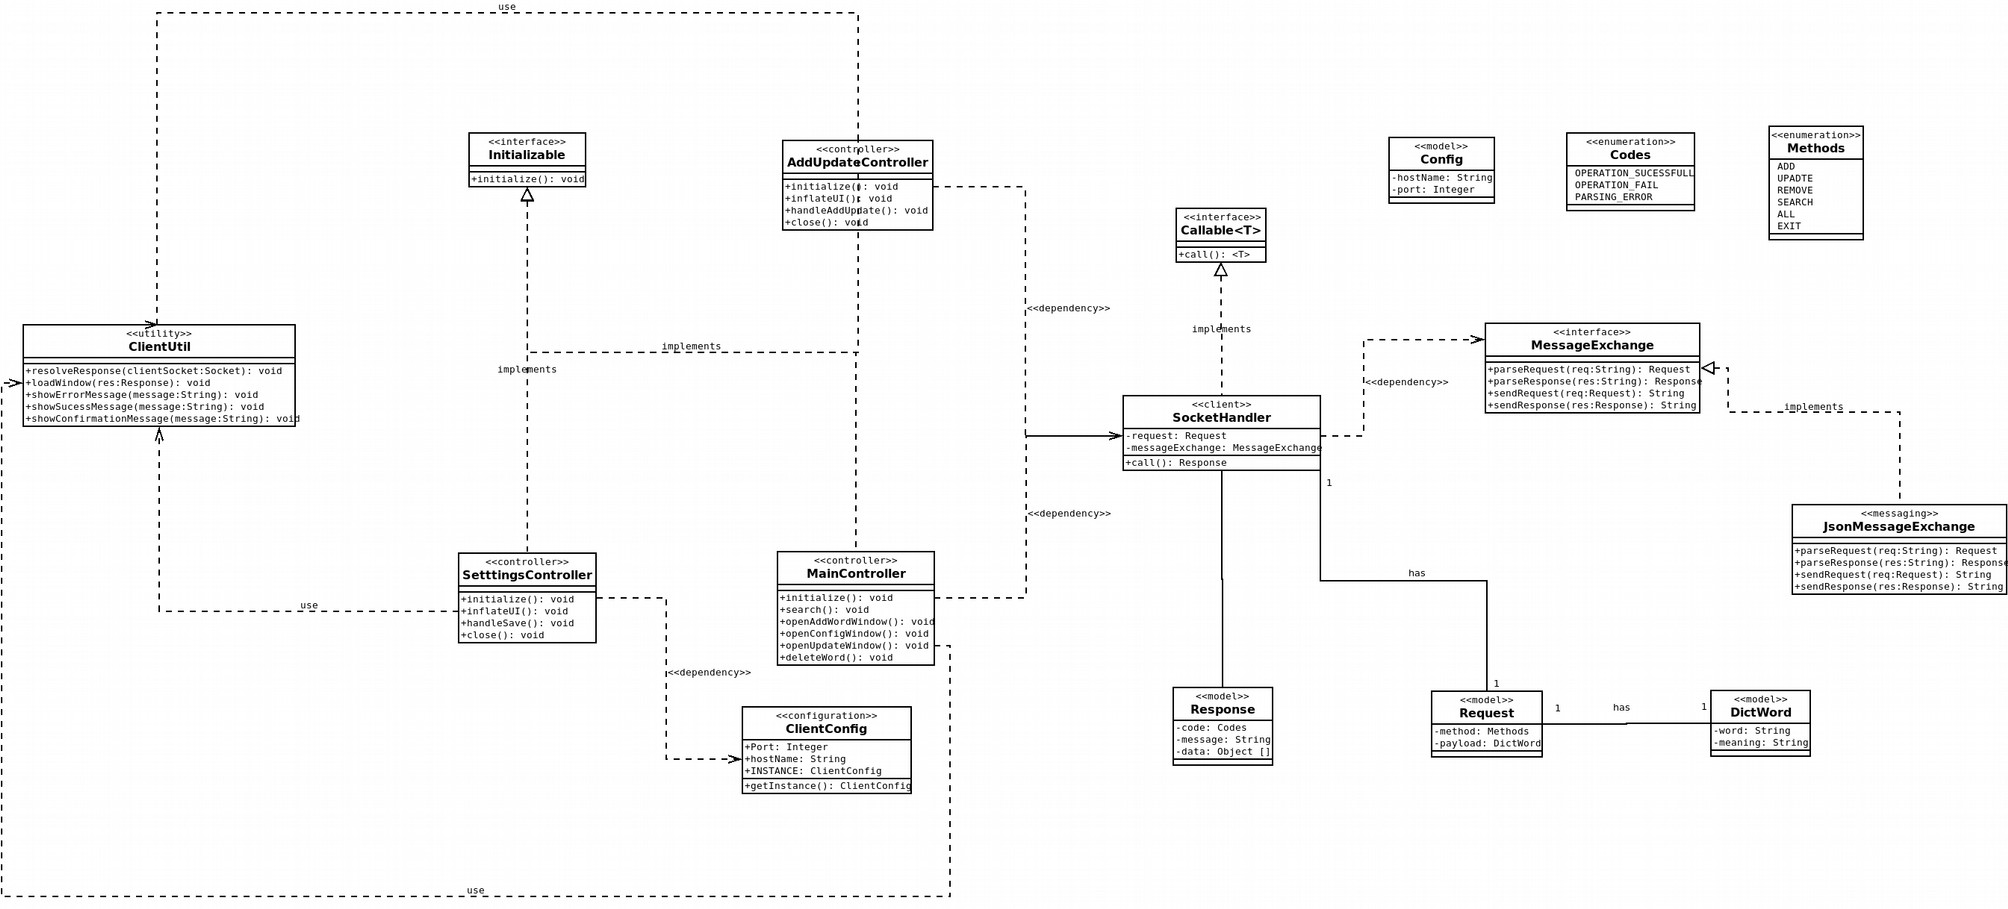 use
<<interface>>
Initializable
+initialize(): void
<<controller>>
AddUpdateController
+initialize(): void
+inflateUI(): void
+handleAddUpdate(): void
+close(): void
<<model>>
Config
-hostName: String
-port: Integer
<<enumeration>>
Codes
OPERATION_SUCESSFULL
OPERATION_FAIL
PARSING_ERROR
<<enumeration>>
Methods
ADD
UPADTE
REMOVE
SEARCH
ALL
EXIT
<<interface>>
Callable<T>
+call(): <T>
<<dependency>>
implements
<<utility>>
ClientUtil
+resolveResponse(clientSocket:Socket): void
+loadWindow(res:Response): void
+showErrorMessage(message:String): void
+showSucessMessage(message:String): void
+showConfirmationMessage(message:String): void
implements
implements
<<interface>>
MessageExchange
+parseRequest(req:String): Request
+parseResponse(res:String): Response
+sendRequest(req:Request): String
+sendResponse(res:Response): String
<<dependency>>
implements
<<client>>
SocketHandler
-request: Request
-messageExchange: MessageExchange
+call(): Response
1
<<dependency>>
<<messaging>>
JsonMessageExchange
+parseRequest(req:String): Request
+parseResponse(res:String): Response
+sendRequest(req:Request): String
+sendResponse(res:Response): String
<<controller>>
SetttingsController
+initialize(): void
+inflateUI(): void
+handleSave(): void
+close(): void
<<controller>>
MainController
+initialize(): void
+search(): void
+openAddWordWindow(): void
+openConfigWindow(): void
+openUpdateWindow(): void
+deleteWord(): void
has
use
<<dependency>>
<<configuration>>
ClientConfig
+Port: Integer
+hostName: String
+INSTANCE: ClientConfig
+getInstance(): ClientConfig
<<model>>
Response
-code: Codes
-message: String
-data: Object []
1
<<model>>
Request
-method: Methods
-payload: DictWord
1
has
1
<<model>>
DictWord
-word: String
-meaning: String
use